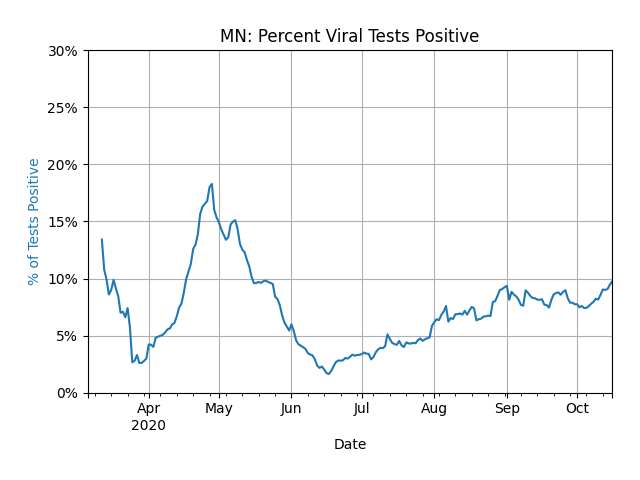 MN: Percent Viral Tests Positive
30%
25%
20%
15%
10%
5%
0%
% of Tests Positive
Apr May Jun Jul Aug Sep Oct
2020
Date